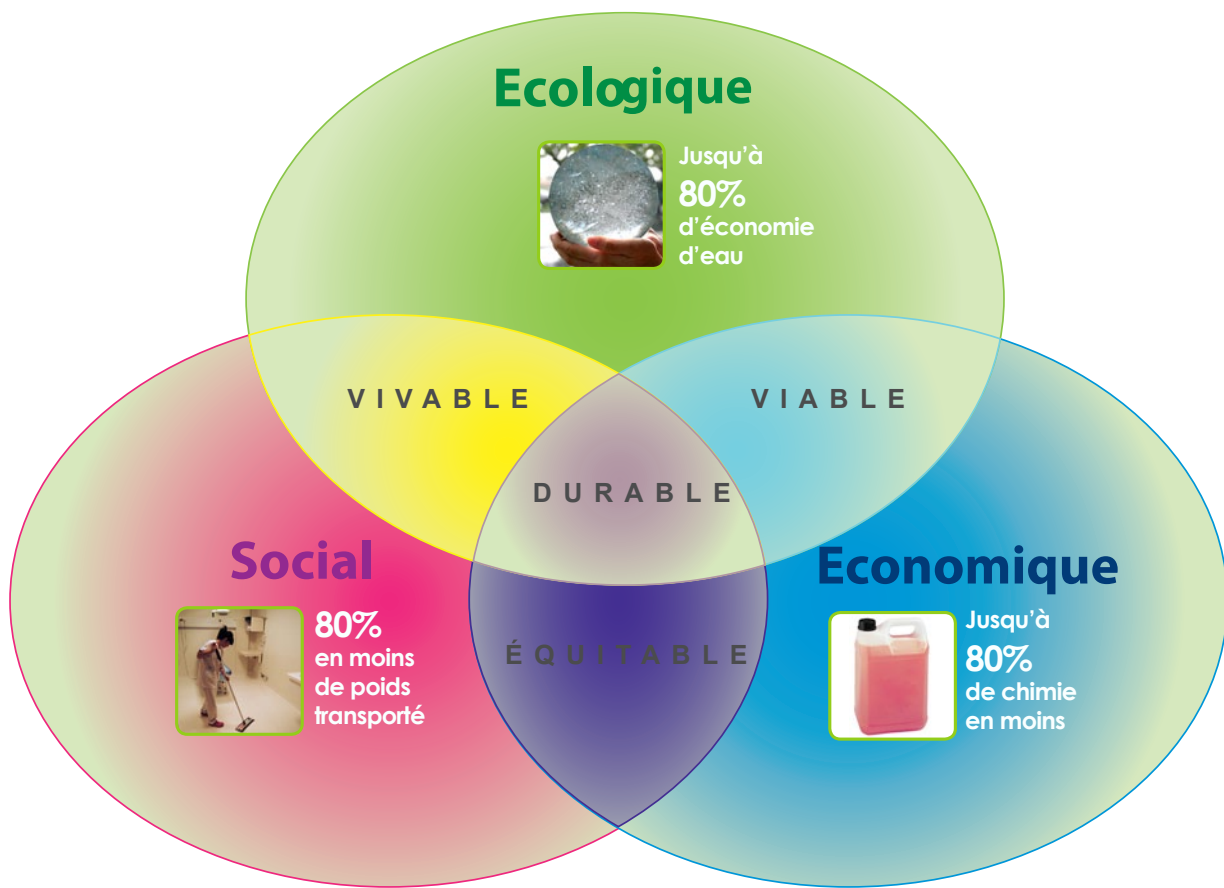 Ecologique
Jusqu'à
80%
d'économie
d'eau
VIVABLE
VIABLE
DURABLE
Social
80%
en moins
de poids
transporté
Economique
Jusqu'à
80%
de chimie
en moins
ÉQUITABLE